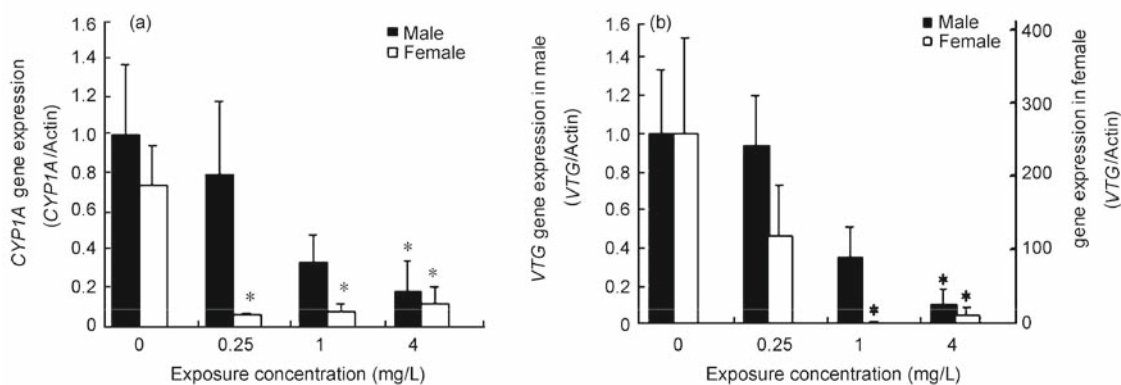 (a)
Male
Female
CYP1A gene expression
(CYP1A/Actin)
1.6
1.4
1.2
1.0
0.8
0.6
0.4
0.2
0
*
*
*
*
0
0.25
1
4
Exposure concentration (mg/L)
(b)
Male
Female
VTG gene expression in male
(VTG/Actin)
1.6
1.4
1.2
1.0
0.8
0.6
0.4
0.2
0
*
*
*
0
0.25
1
4
Exposure concentration (mg/L)
400
300
200
100
0
gene expression in female
(VTG/Actin)